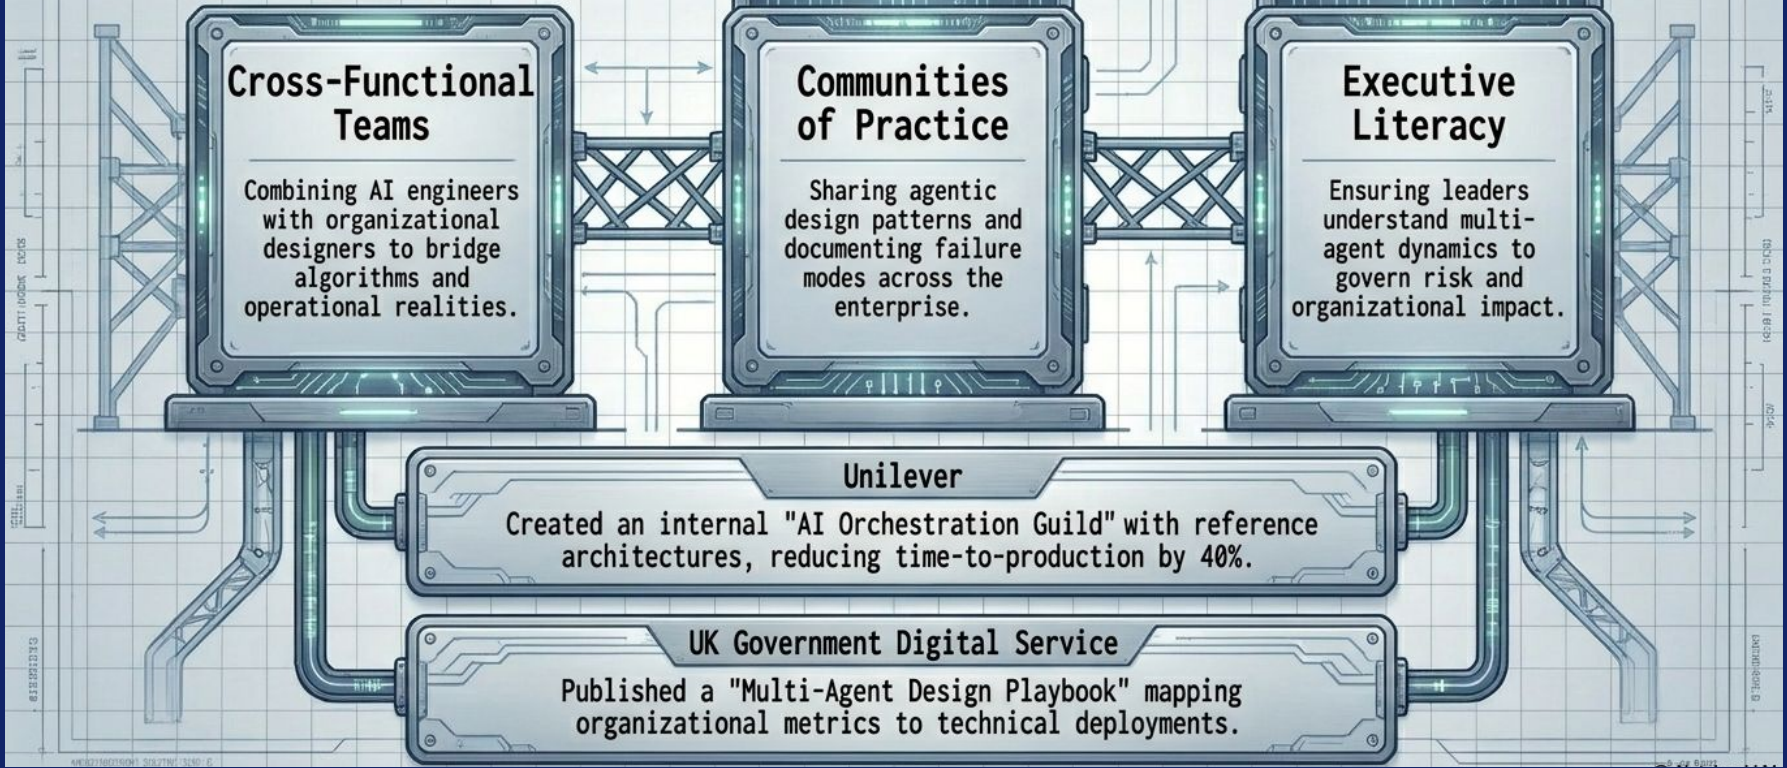 Cross-Functional
Teams
Combining AI engineers
with organizational
designers to bridge
algorithms and
operational realities.
Communities
of Practice
Sharing agentic
design patterns and
documenting failure
modes across the
enterprise.
Executive
Literacy
Ensuring leaders
understand multi-
agent dynamics to
govern risk and
organizational impact.
Unilever
Created an internal "AI Orchestration Guild" with reference
architectures, reducing time-to-production by 40%.
UK Government Digital Service
Published a "Multi-Agent Design Playbook" mapping
organizational metrics to technical deployments.